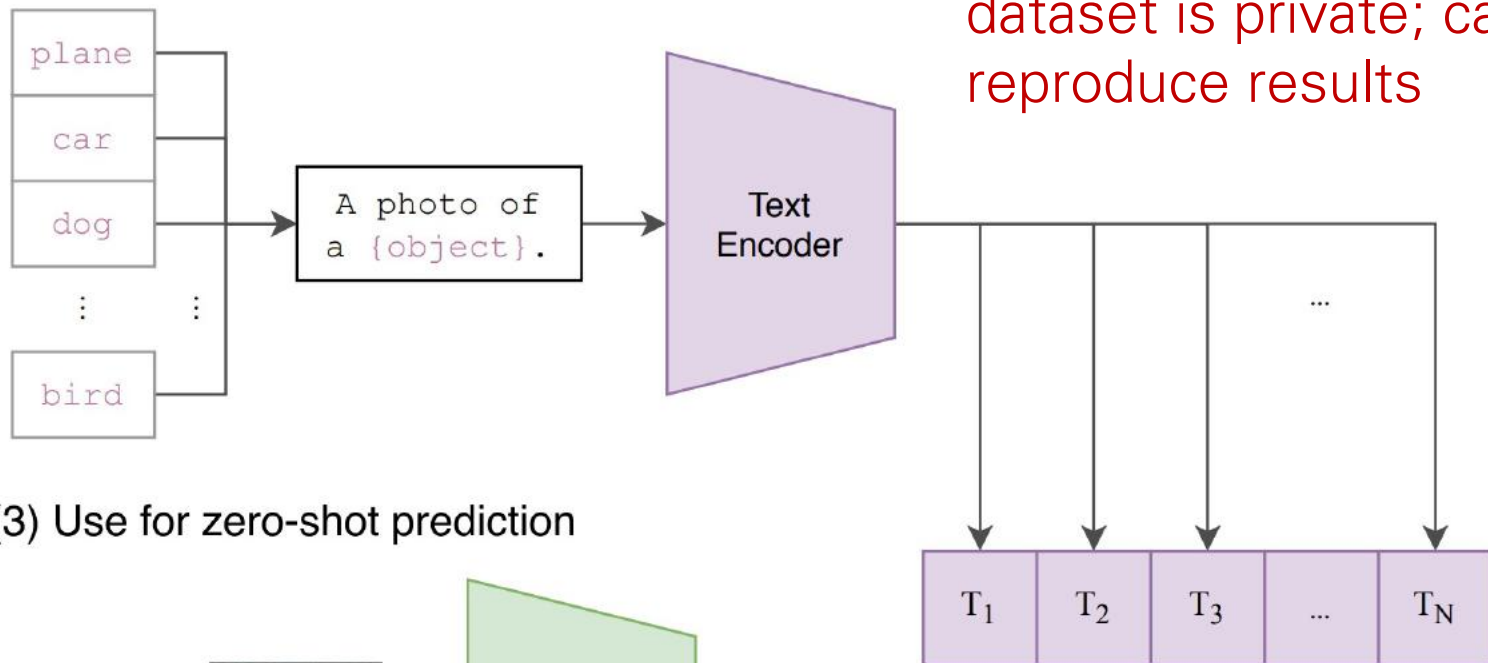 dataset is private; ca
reproduce results
plane
car
dog
⋮ ⋮
bird
A photo of
a {object}.
Text
Encoder
...
(3) Use for zero-shot prediction
T₁ T₂ T₃ ... T_N